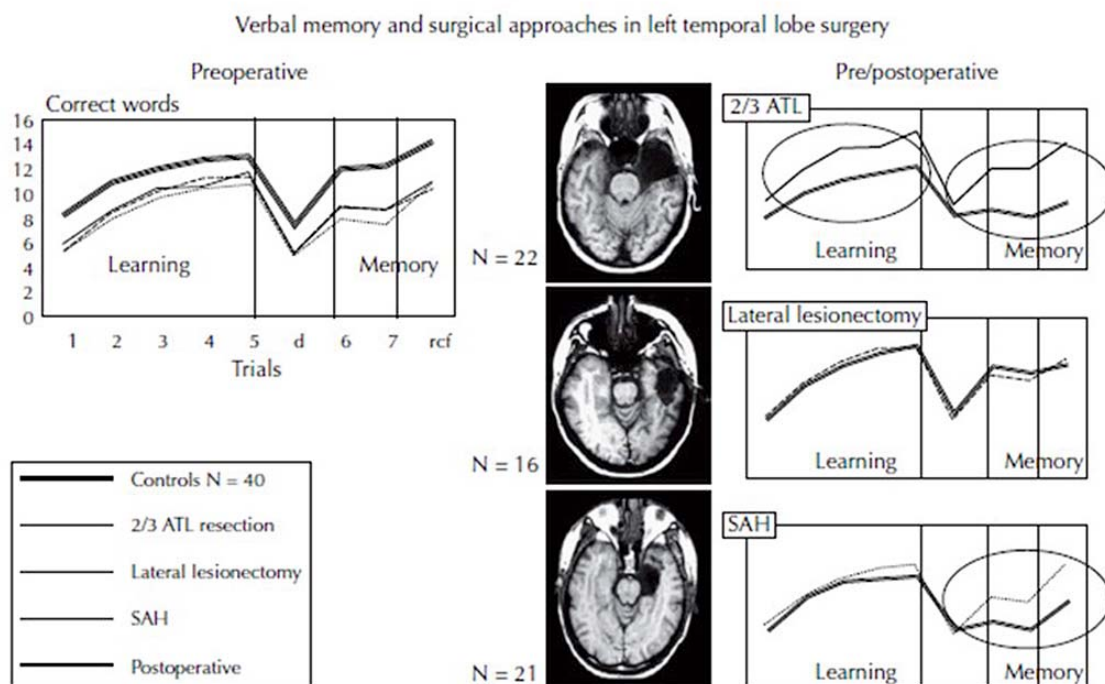 Verbal memory and surgical approaches in left temporal lobe surgery
Preoperative
Correct words
16
14
12
10
8
6
4
2
0
Learning
Memory
1 2 3 4 5 d 6 7 rcf
Trials
Controls N = 40
2/3 ATL resection
Lateral lesionectomy
SAH
Postoperative
N = 22
N = 16
N = 21
Pre/postoperative
2/3 ATL
Learning
Memory
Lateral lesionectomy
Learning
Memory
SAH
Learning
Memory